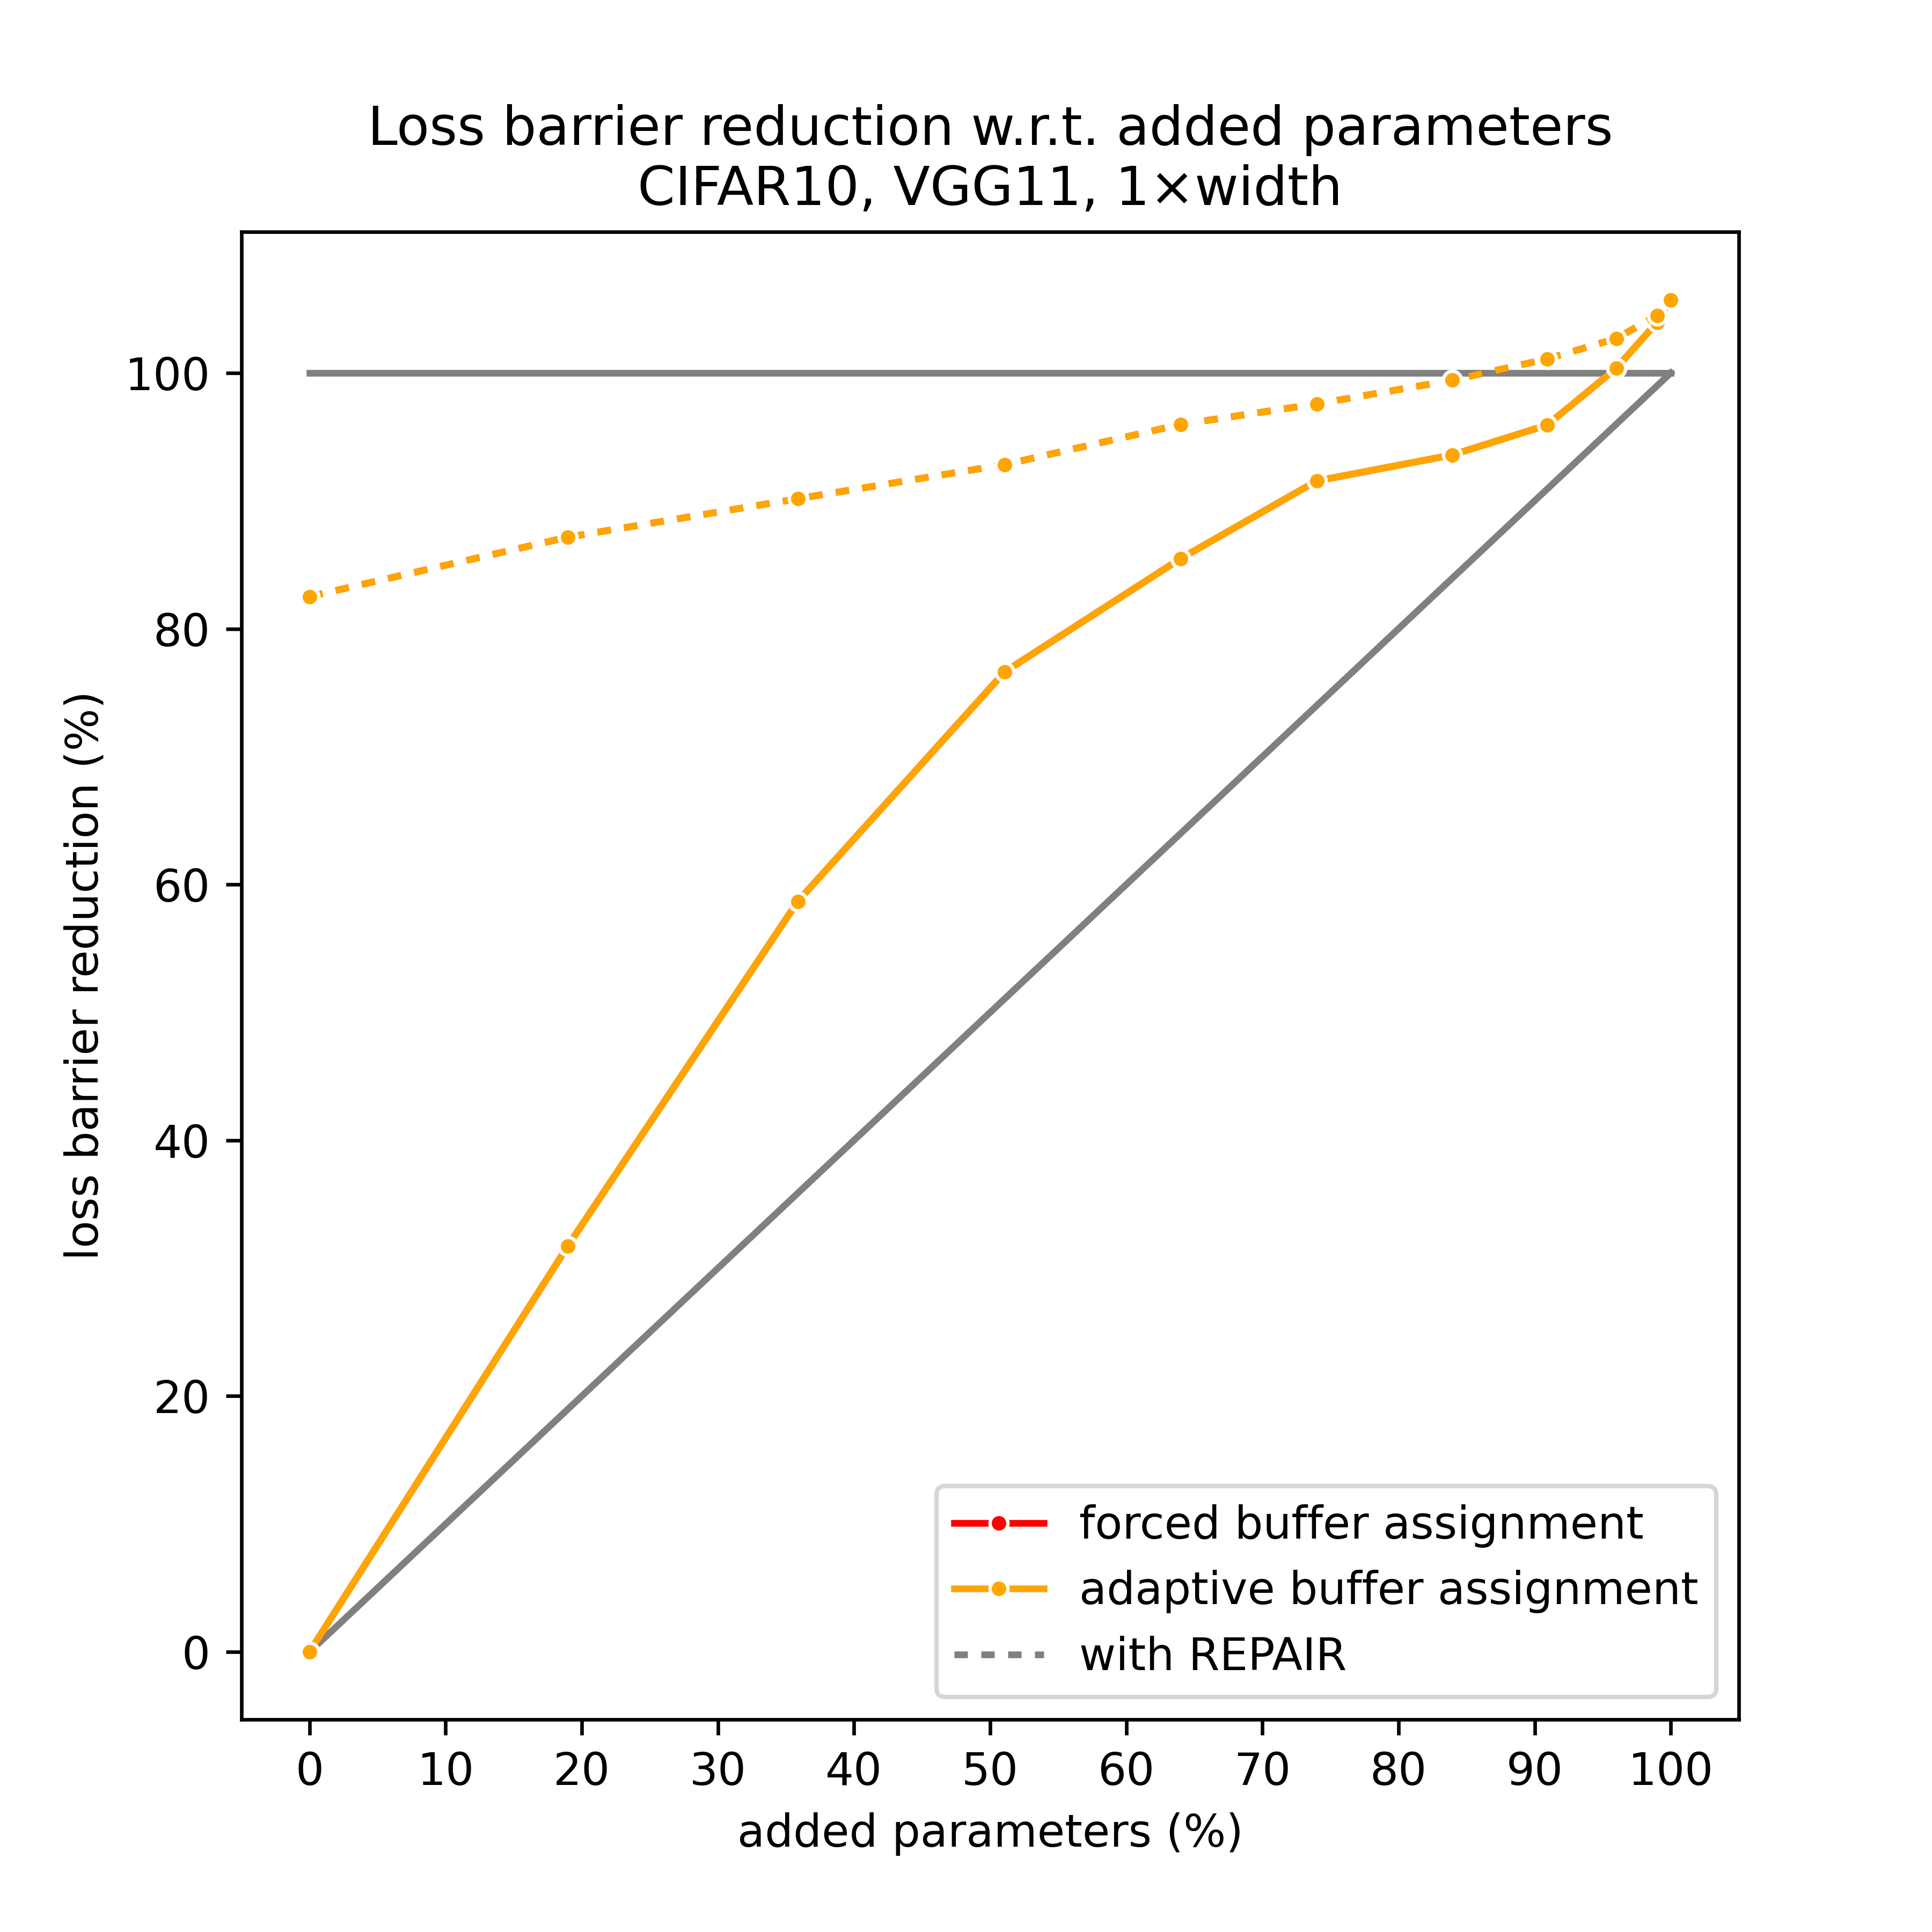 Loss barrier reduction w.r.t. added parameters
CIFAR10, VGG11, 1×width
loss barrier reduction (%)
100
80
60
40
20
0
forced buffer assignment
adaptive buffer assignment
with REPAIR
0 10 20 30 40 50 60 70 80 90 100
added parameters (%)